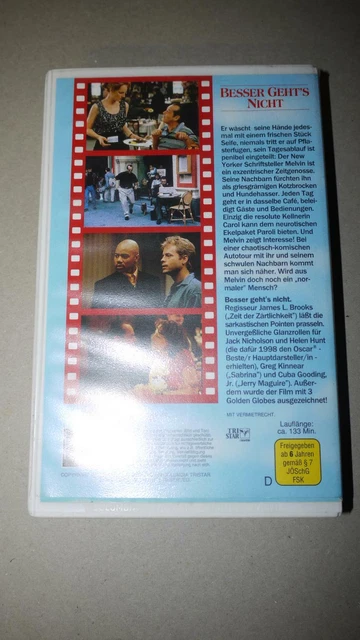 BESSER GEHT'S
NICHT
Er wäscht seine Hände jedes-
mal mit einem frischen Stück
Seife, niemals tritt er auf Pfla-
sterfugen, sein Tagesablauf ist
penibel eingeteilt: Der New
Yorker Schriftsteller Melvin ist
ein exzentrischer Zeitgenosse.
Seine Nachbarn fürchten ihn
als griesgrämigen Kotzbrocken
und Hundehasser. Jeden Tag
geht er in dasselbe Café, belei-
digt Gäste und Bedienungen.
Einzig die resolute Kellnerin
Carol kann dem neurotischen
Ekelpaket Paroli bieten. Und
Melvin zeigt Interesse! Bei
einer chaotisch-komischen
Autotour mit ihr und seinem
schwulen Nachbarn kommt
man sich näher. Wird aus
Melvin doch noch ein „nor-
maler" Mensch?
Besser geht's nicht.
Regisseur James L. Brooks
(„Zeit der Zärtlichkeit") läßt die
sarkastischen Pointen prasseln.
Unvergeßliche Glanzrollen für
Jack Nicholson und Helen Hunt
(die dafür 1998 den Oscar® -
Beste/r Hauptdarsteller/in -
erhielten), Greg Kinnear
(„Sabrina") und Cuba Gooding,
Jr. („Jerry Maguire"). Außer-
dem wurde der Film mit 3
Golden Globes ausgezeichnet!
MIT VERMIETRECHT
TRI
STAR
Lauflänge:
ca. 133 Min.
D
Freigegeben
ab 6 Jahren
gemäß § 7
JÖSchG
FSK